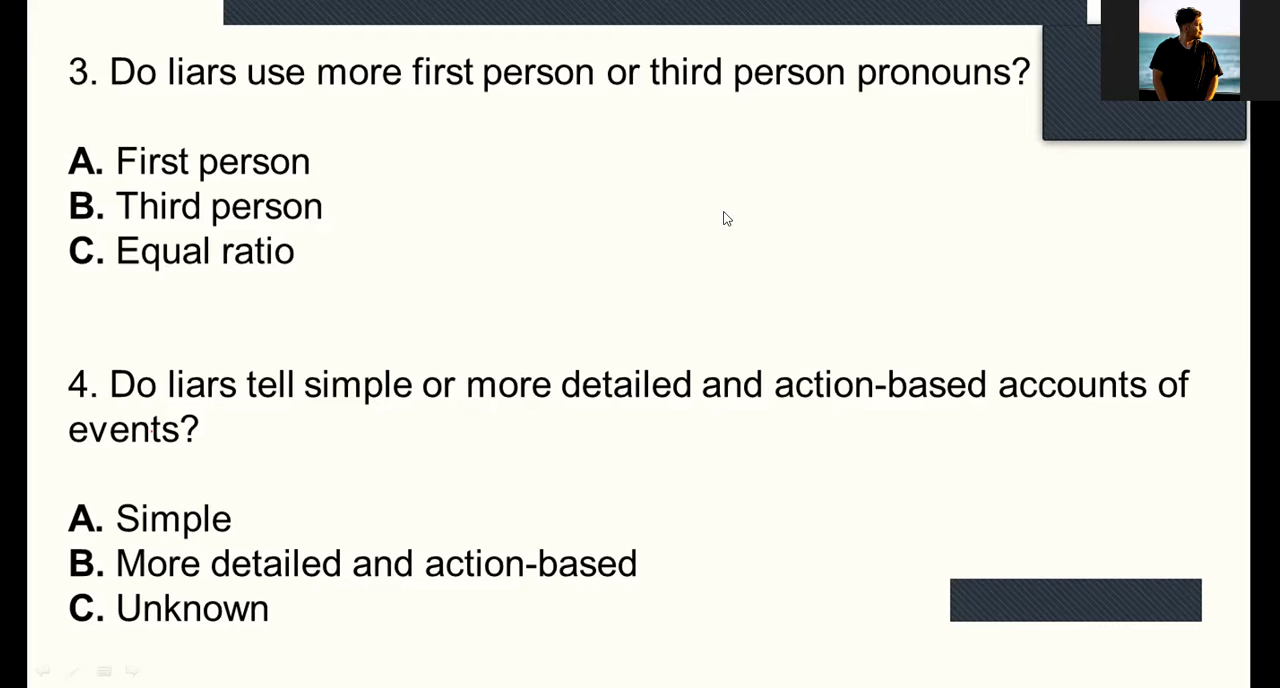 3. Do liars use more first person or third person pronouns?
A. First person
B. Third person
C. Equal ratio
4. Do liars tell simple or more detailed and action-based accounts of
events?
A. Simple
B. More detailed and action-based
C. Unknown